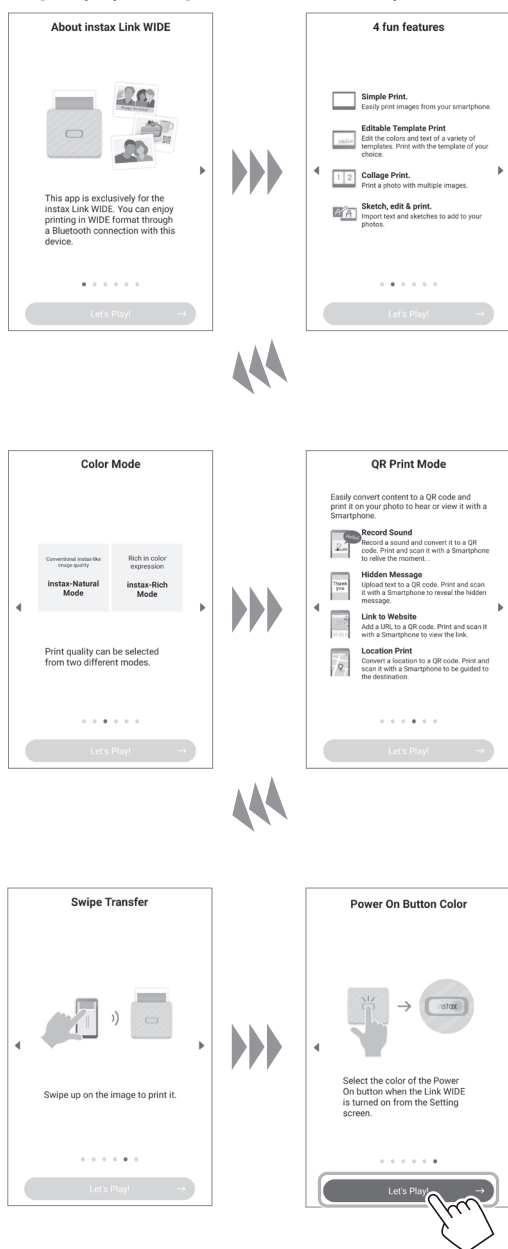 About instax Link WIDE
This app is exclusively for the
instax Link WIDE. You can enjoy
printing in WIDE format through
a Bluetooth connection with this
device.
Let's Play!
4 fun features
Simple Print.
Easily print images from your smartphone.
Editable Template Print
Edit the colors and text of a variety of
templates. Print with the template of your
choice.
1 2
Collage Print.
Print a photo with multiple images.
Sketch, edit & print.
Import text and sketches to add to your
photos.
Let's Play!
Color Mode
Conventional instax-like
image quality
instax-Natural
Mode
Rich in color
expression
instax-Rich
Mode
Print quality can be selected
from two different modes.
Let's Play!
QR Print Mode
Easily convert content to a QR code and
print it on your photo to hear or view it with a
Smartphone.
Hello!
Record Sound
Record a sound and convert it to a QR
code. Print and scan it with a Smartphone
to relive the moment. .
Thank
you
Hidden Message
Upload text to a QR code. Print and scan
it with a Smartphone to reveal the hidden
message.
Link to Website
Add a URL to a QR code. Print and scan it
with a Smartphone to view the link.
Location Print
Convert a location to a QR code. Print and
scan it with a Smartphone to be guided to
the destination.
Let's Play!
Swipe Transfer
Swipe up on the image to print it.
Let's Play!
Power On Button Color
instax
Select the color of the Power
On button when the Link WIDE
is turned on from the Setting
screen.
Let's Play!